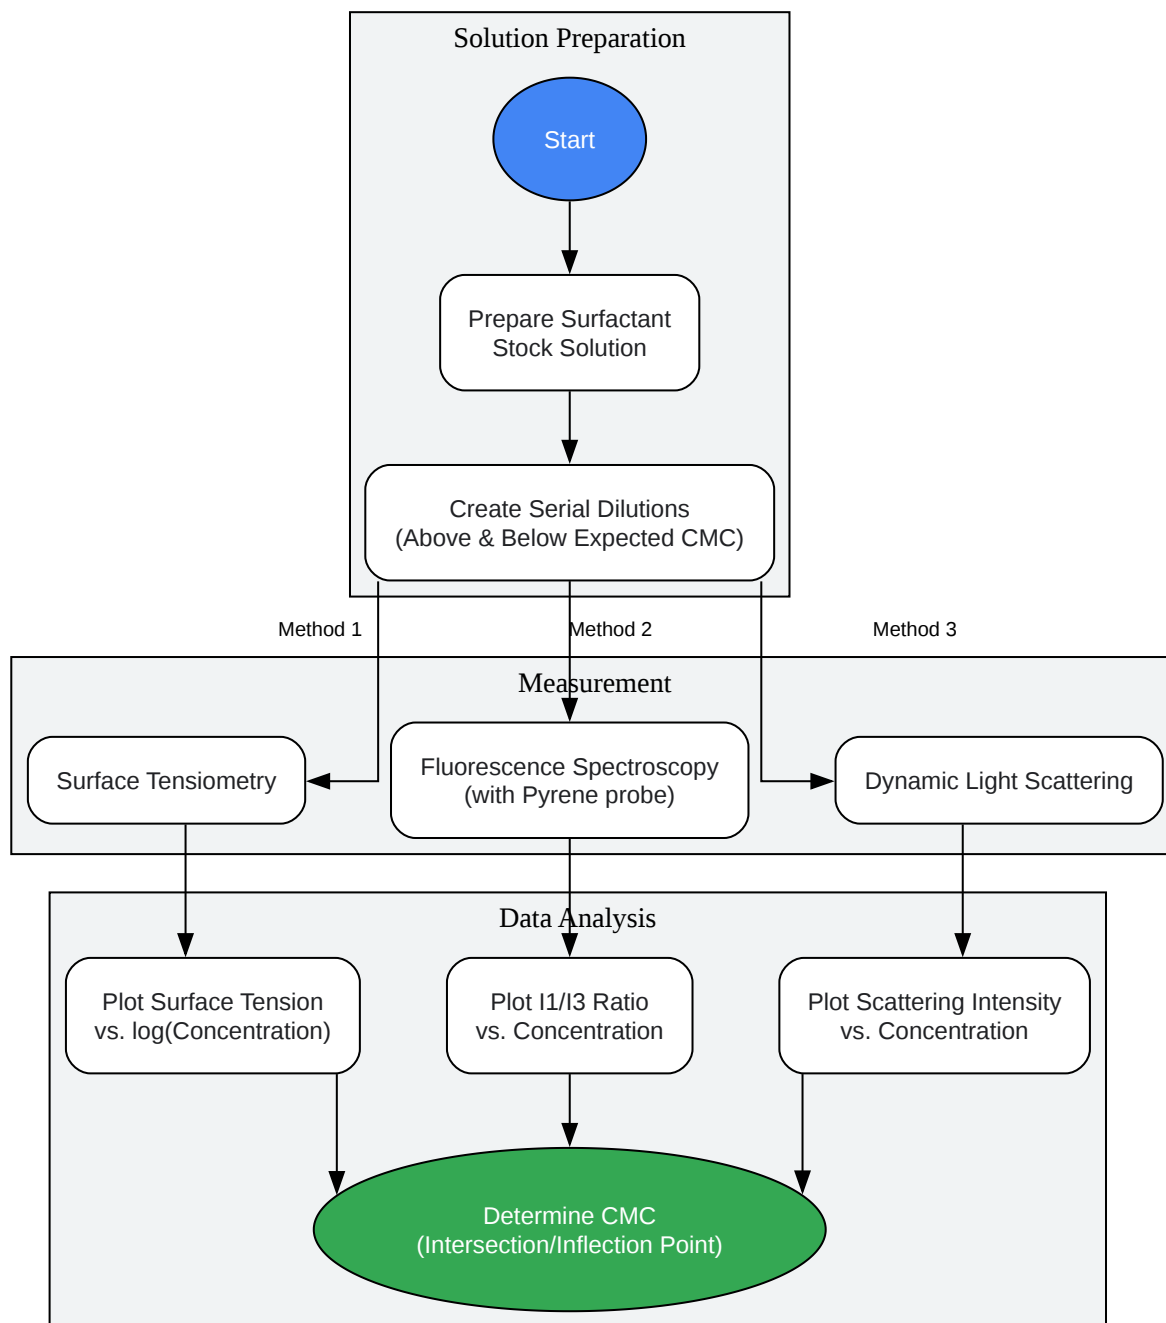 Solution Preparation
Start
Prepare Surfactant
Stock Solution
Create Serial Dilutions
(Above & Below Expected CMC)
Method 1
Method 2
Method 3
Measurement
Surface Tensiometry
Fluorescence Spectroscopy
(with Pyrene probe)
Dynamic Light Scattering
Data Analysis
Plot Surface Tension
vs. log(Concentration)
Plot I1/I3 Ratio
vs. Concentration
Plot Scattering Intensity
vs. Concentration
Determine CMC
(Intersection/Inflection Point)